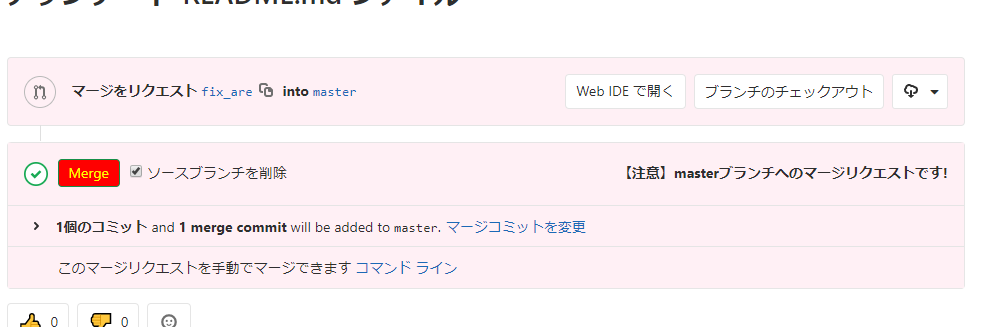 README.md
マージをリクエスト fix_are into master Web IDE で開く ブランチのチェックアウト
Merge ソースブランチを削除 【注意】masterブランチへのマージリクエストです!
1個のコミット and 1 merge commit will be added to master. マージコミットを変更
このマージリクエストを手動でマージできます コマンド ライン
0 0